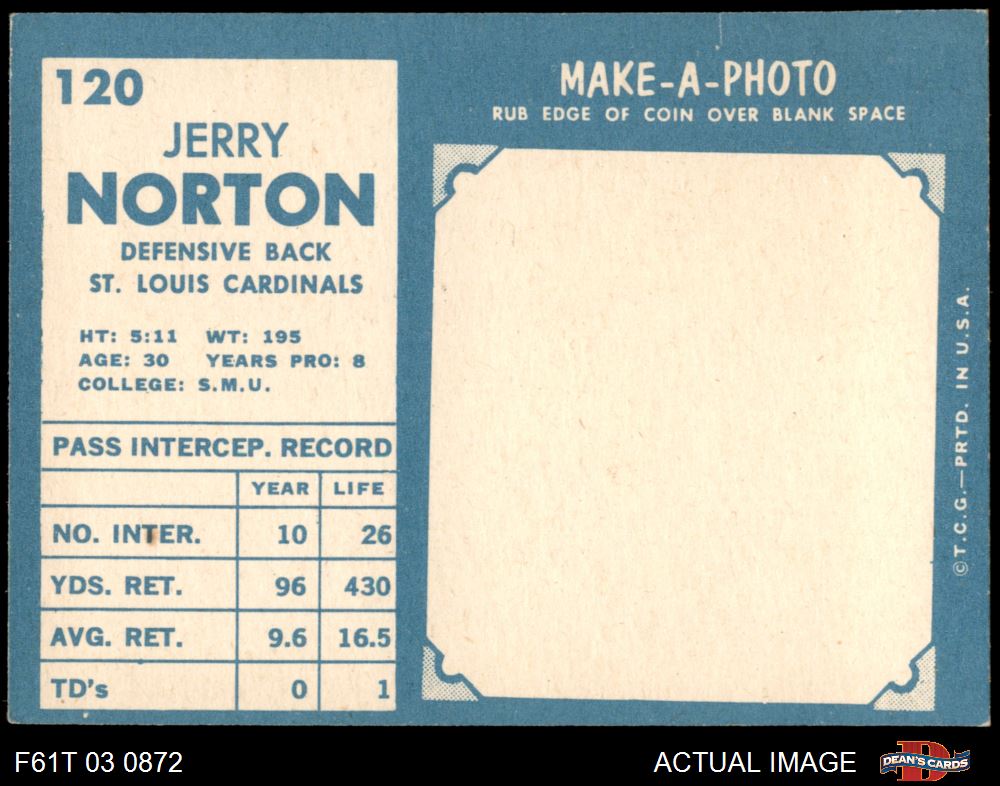 120
JERRY
NORTON
DEFENSIVE BACK
ST. LOUIS CARDINALS
HT: 5:11 WT: 195
AGE: 30 YEARS PRO: 8
COLLEGE: S.M.U.
PASS INTERCEP. RECORD
YEAR LIFE
NO. INTER. 10 26
YDS. RET. 96 430
AVG. RET. 9.6 16.5
TD's 0 1
MAKE-A-PHOTO
RUB EDGE OF COIN OVER BLANK SPACE
©T.C.G.—PRTD. IN U.S.A.
F61T 03 0872
ACTUAL IMAGE
DEAN'S CARDS